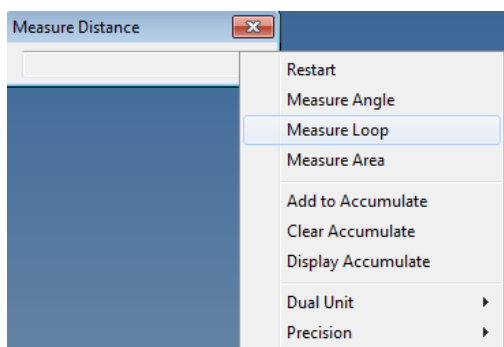 Measure Distance
Restart
Measure Angle
Measure Loop
Measure Area
Add to Accumulate
Clear Accumulate
Display Accumulate
Dual Unit
Precision